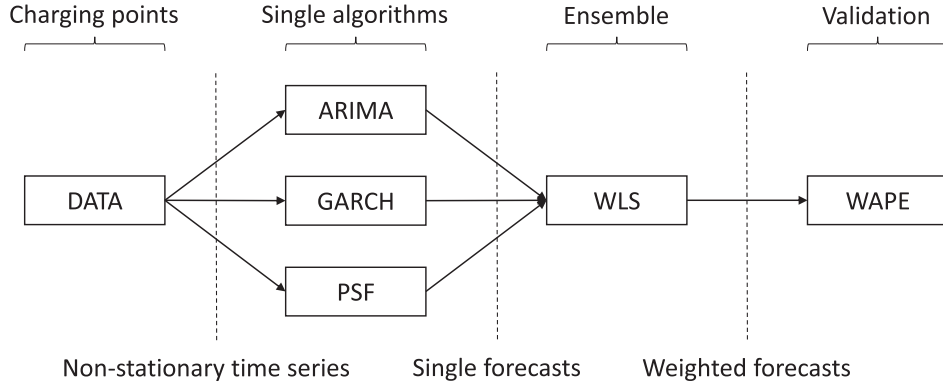 Charging points
Single algorithms
Ensemble
Validation
ARIMA
DATA
GARCH
WLS
WAPE
PSF
Non-stationary time series
Single forecasts
Weighted forecasts